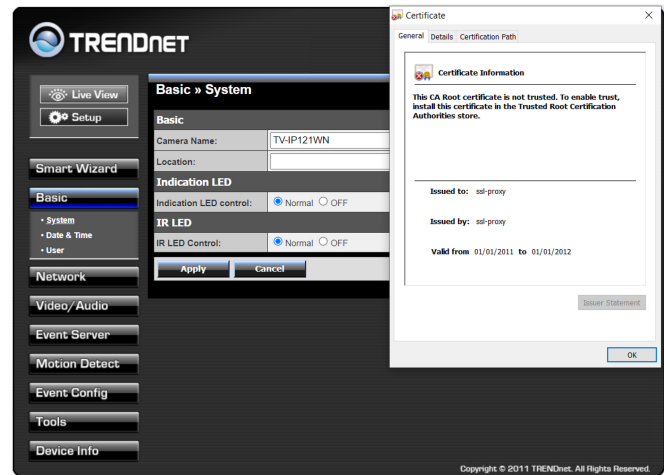 TRENDNET
Live View
Setup
Smart Wizard
Basic
• System
• Date & Time
• User
Network
Video/Audio
Event Server
Motion Detect
Event Config
Tools
Device Info
Basic » System
Basic
Camera Name: TV-IP121WN
Location:
Indication LED
Indication LED control: Normal OFF
IR LED
IR LED Control: Normal OFF
Apply Cancel
Copyright © 2011 TRENDnet. All Rights Reserved.
Certificate
General Details Certification Path
Certificate Information
This CA Root certificate is not trusted. To enable trust,
install this certificate in the Trusted Root Certification
Authorities store.
Issued to: ssl-proxy
Issued by: ssl-proxy
Valid from 01/01/2011 to 01/01/2012
Issuer Statement
OK